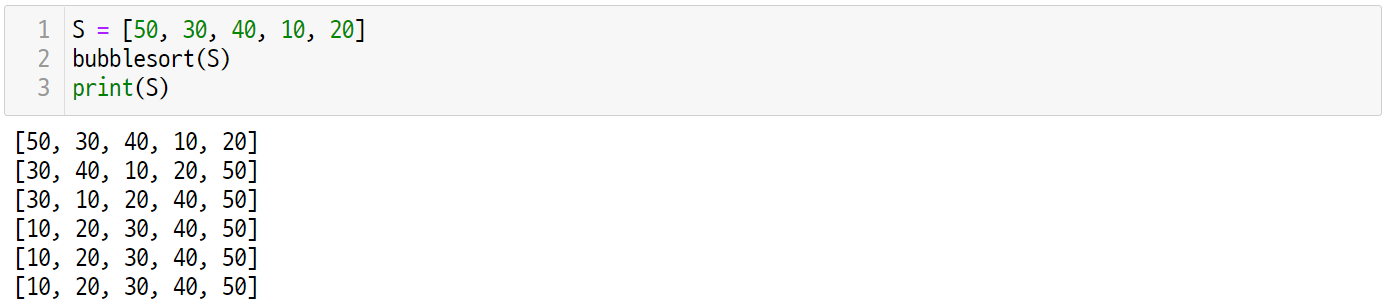 1 S = [50, 30, 40, 10, 20]
2 bubblesort(S)
3 print(S)
[50, 30, 40, 10, 20]
[30, 40, 10, 20, 50]
[30, 10, 20, 40, 50]
[10, 20, 30, 40, 50]
[10, 20, 30, 40, 50]
[10, 20, 30, 40, 50]